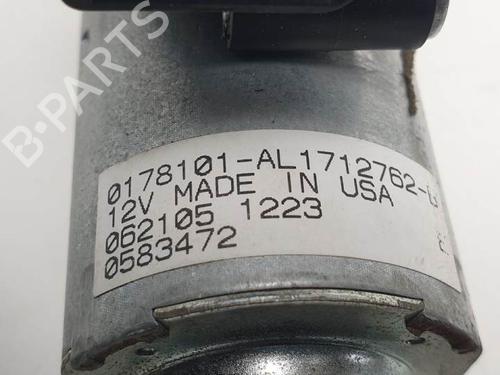 0178101-AL1712762-
12V MADE IN USA
062105 1223
0583472
B-PARTS